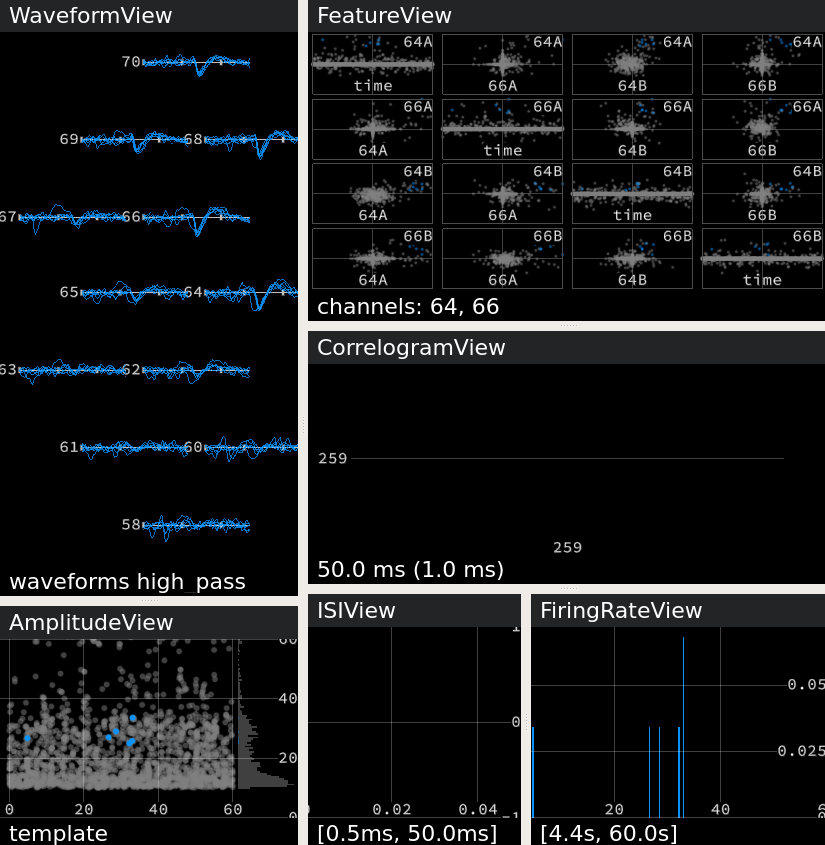 WaveformView
70
69 68
67 66
65 64
63 62
61 60
58
waveforms high_pass
FeatureView
64A 64A 64A 64A
time 66A 64B 66B
66A 66A 66A 66A
64A time 64B 66B
64B 64B 64B 64B
64A 66A time 66B
66B 66B 66B 66B
64A 66A 64B time
channels: 64, 66
CorrelogramView
259
259
50.0 ms (1.0 ms)
AmplitudeView
60
40
20
0 20 40 60 0
template
ISIView
1
0
0 0.02 0.04 −1
[0.5ms, 50.0ms]
FiringRateView
0.05
0.025
20 40 6
[4.4s, 60.0s]